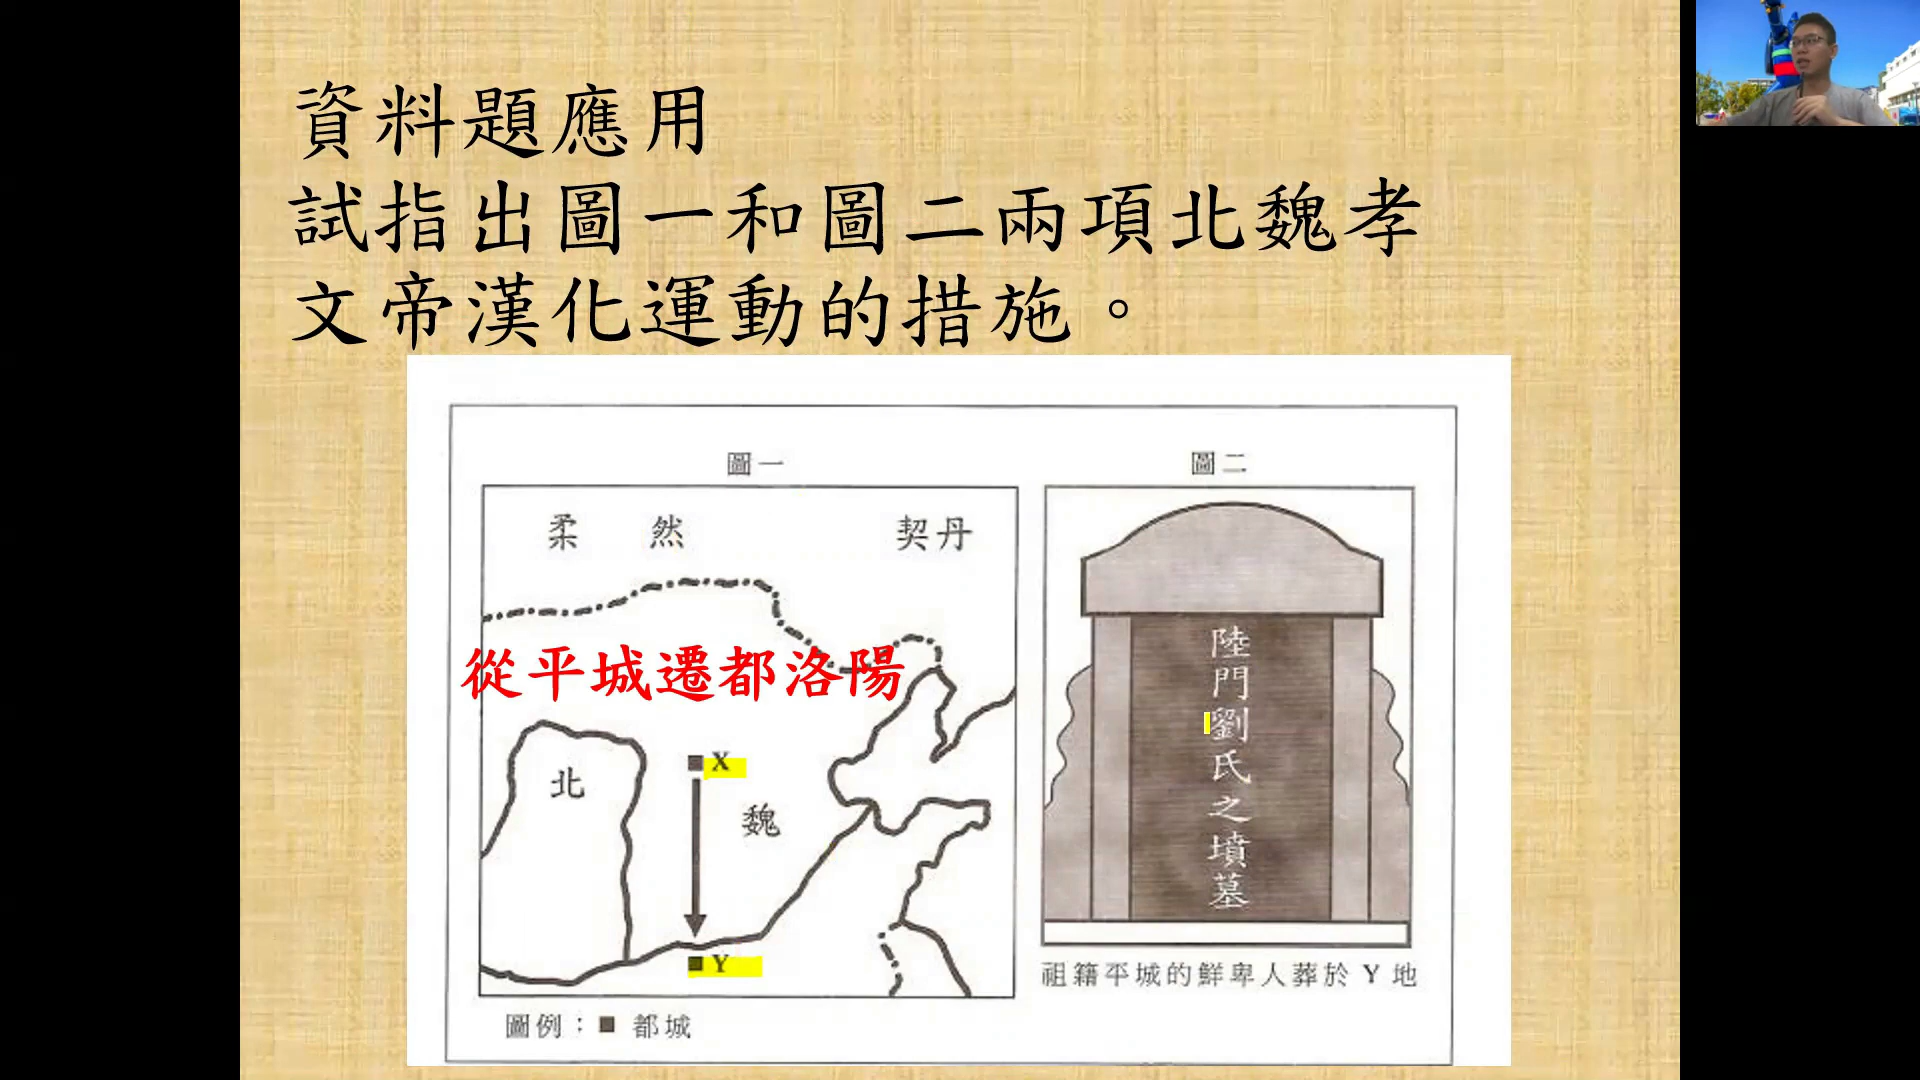 資料題應用
試指出圖一和圖二兩項北魏孝
文帝漢化運動的措施。
圖一
柔然
契丹
從平城遷都洛陽
X
北
魏
Y
圖例：■ 都城
圖二
陸門劉氏之墳墓
祖籍平城的鮮卑人葬於 Y 地